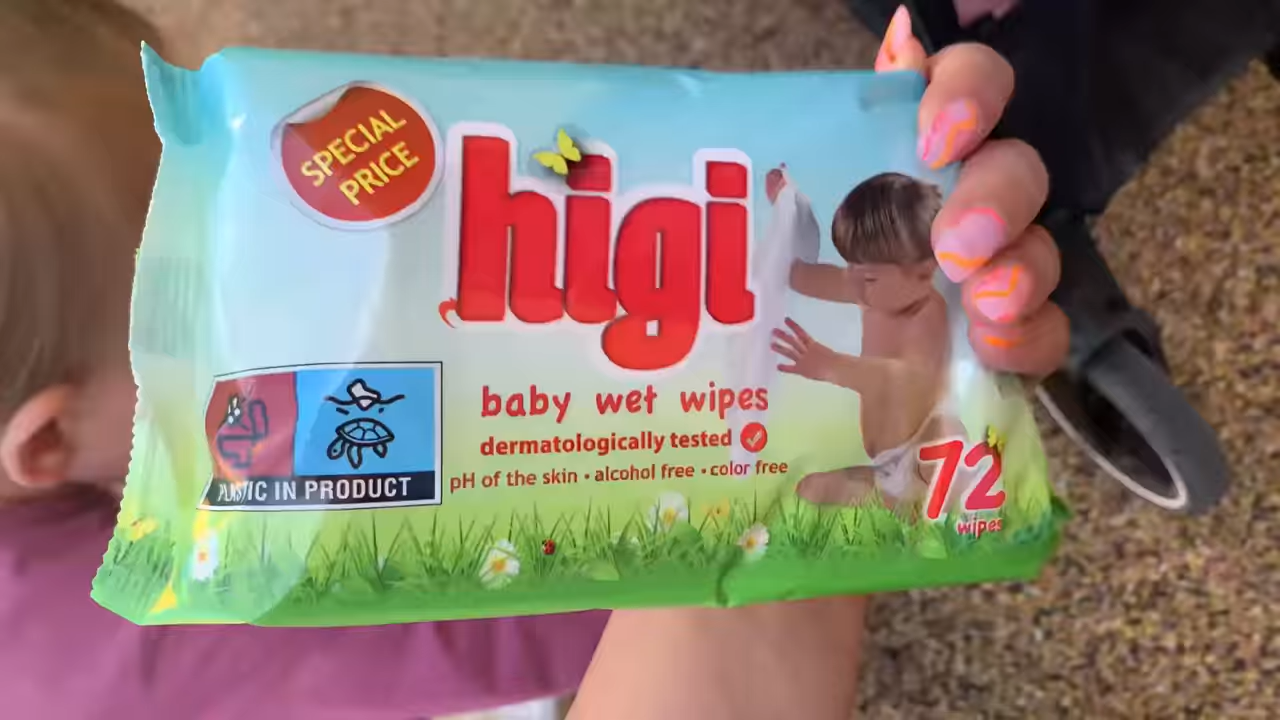 SPECIAL
PRICE
higi
baby wet wipes
dermatologically tested
pH of the skin • alcohol free • color free
PLASTIC IN PRODUCT
72
wipes